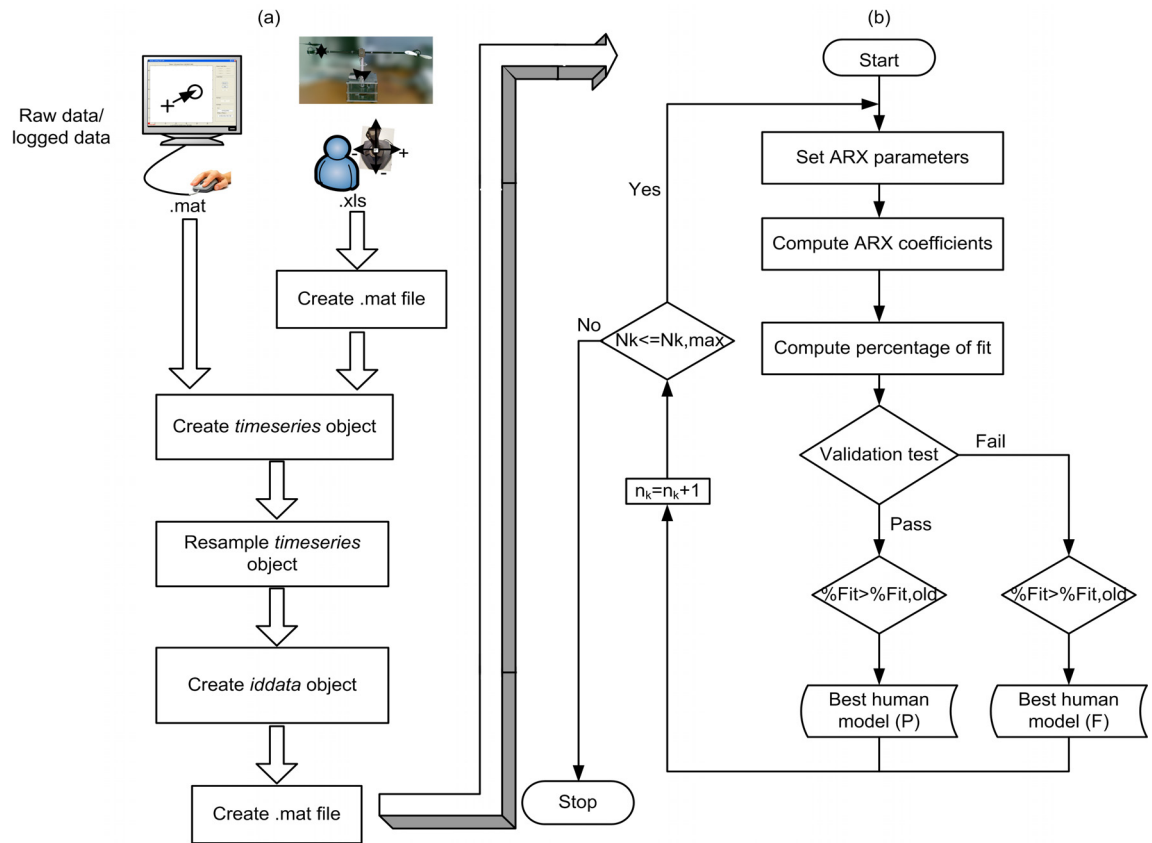 (a)
Raw data/
logged data
.mat
+
-
+
-
.xls
Create .mat file
Create timeseries object
Resample timeseries
object
Create iddata object
Create .mat file
(b)
Start
Set ARX parameters
Compute ARX coefficients
Compute percentage of fit
Validation test
Fail
Pass
%Fit>%Fit,old
%Fit>%Fit,old
Best human
model (P)
Best human
model (F)
nk=nk+1
Nk<=Nk,max
Yes
No
Stop